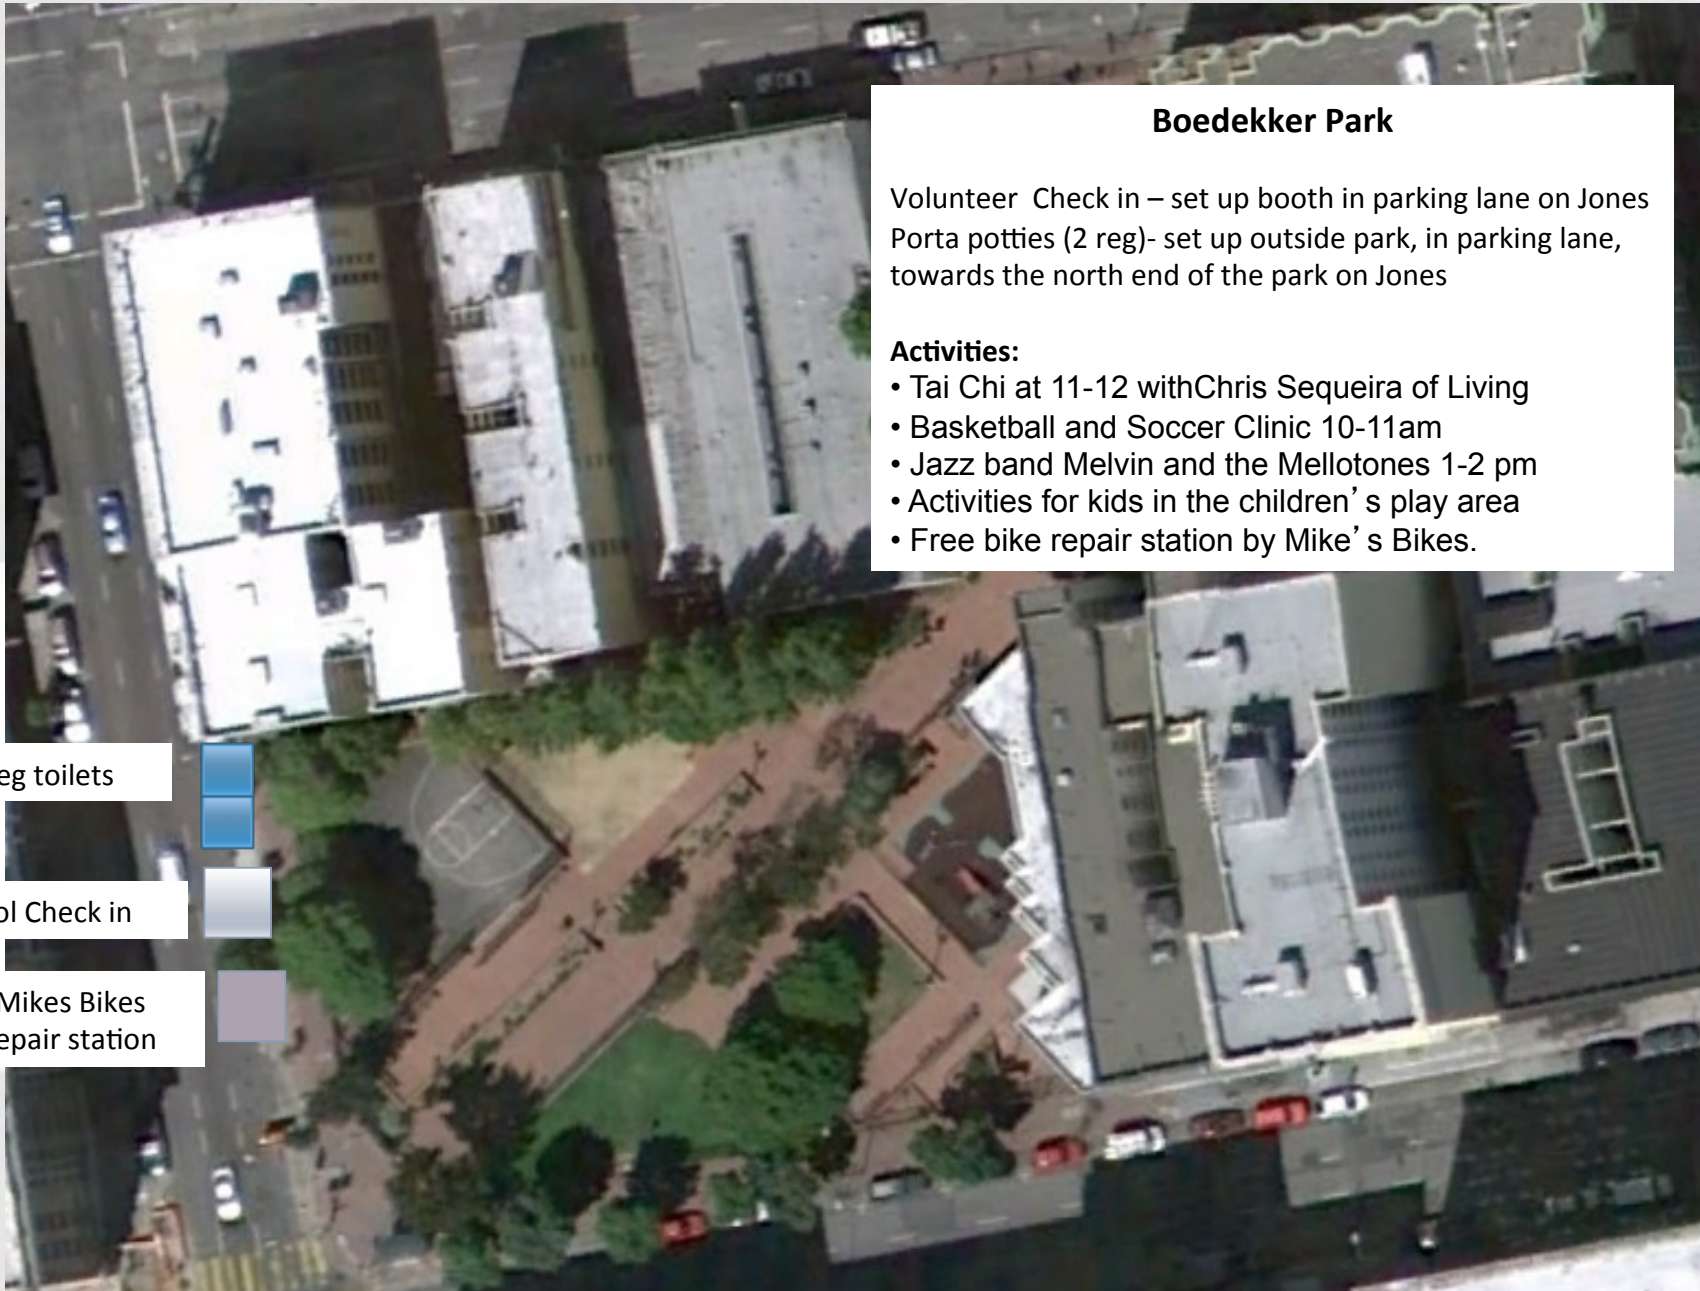 Boedekker Park
Volunteer  Check in – set up booth in parking lane on Jones
Porta potties (2 reg)- set up outside park, in parking lane,
towards the north end of the park on Jones
Activities:
• Tai Chi at 11-12 withChris Sequeira of Living
• Basketball and Soccer Clinic 10-11am
• Jazz band Melvin and the Mellotones 1-2 pm
• Activities for kids in the children’s play area
• Free bike repair station by Mike’s Bikes.
eg toilets
ol Check in
Mikes Bikes
epair station